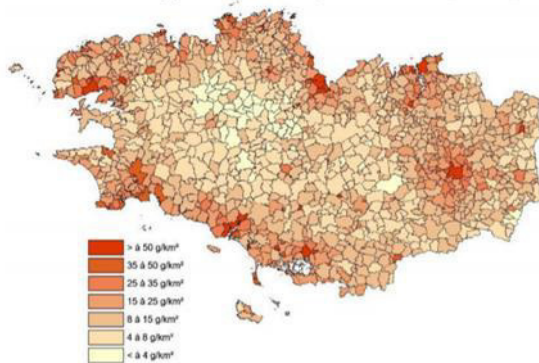 > à 50 g/km²
35 à 50 g/km²
25 à 35 g/km²
15 à 25 g/km²
8 à 15 g/km²
4 à 8 g/km²
< à 4 g/km²